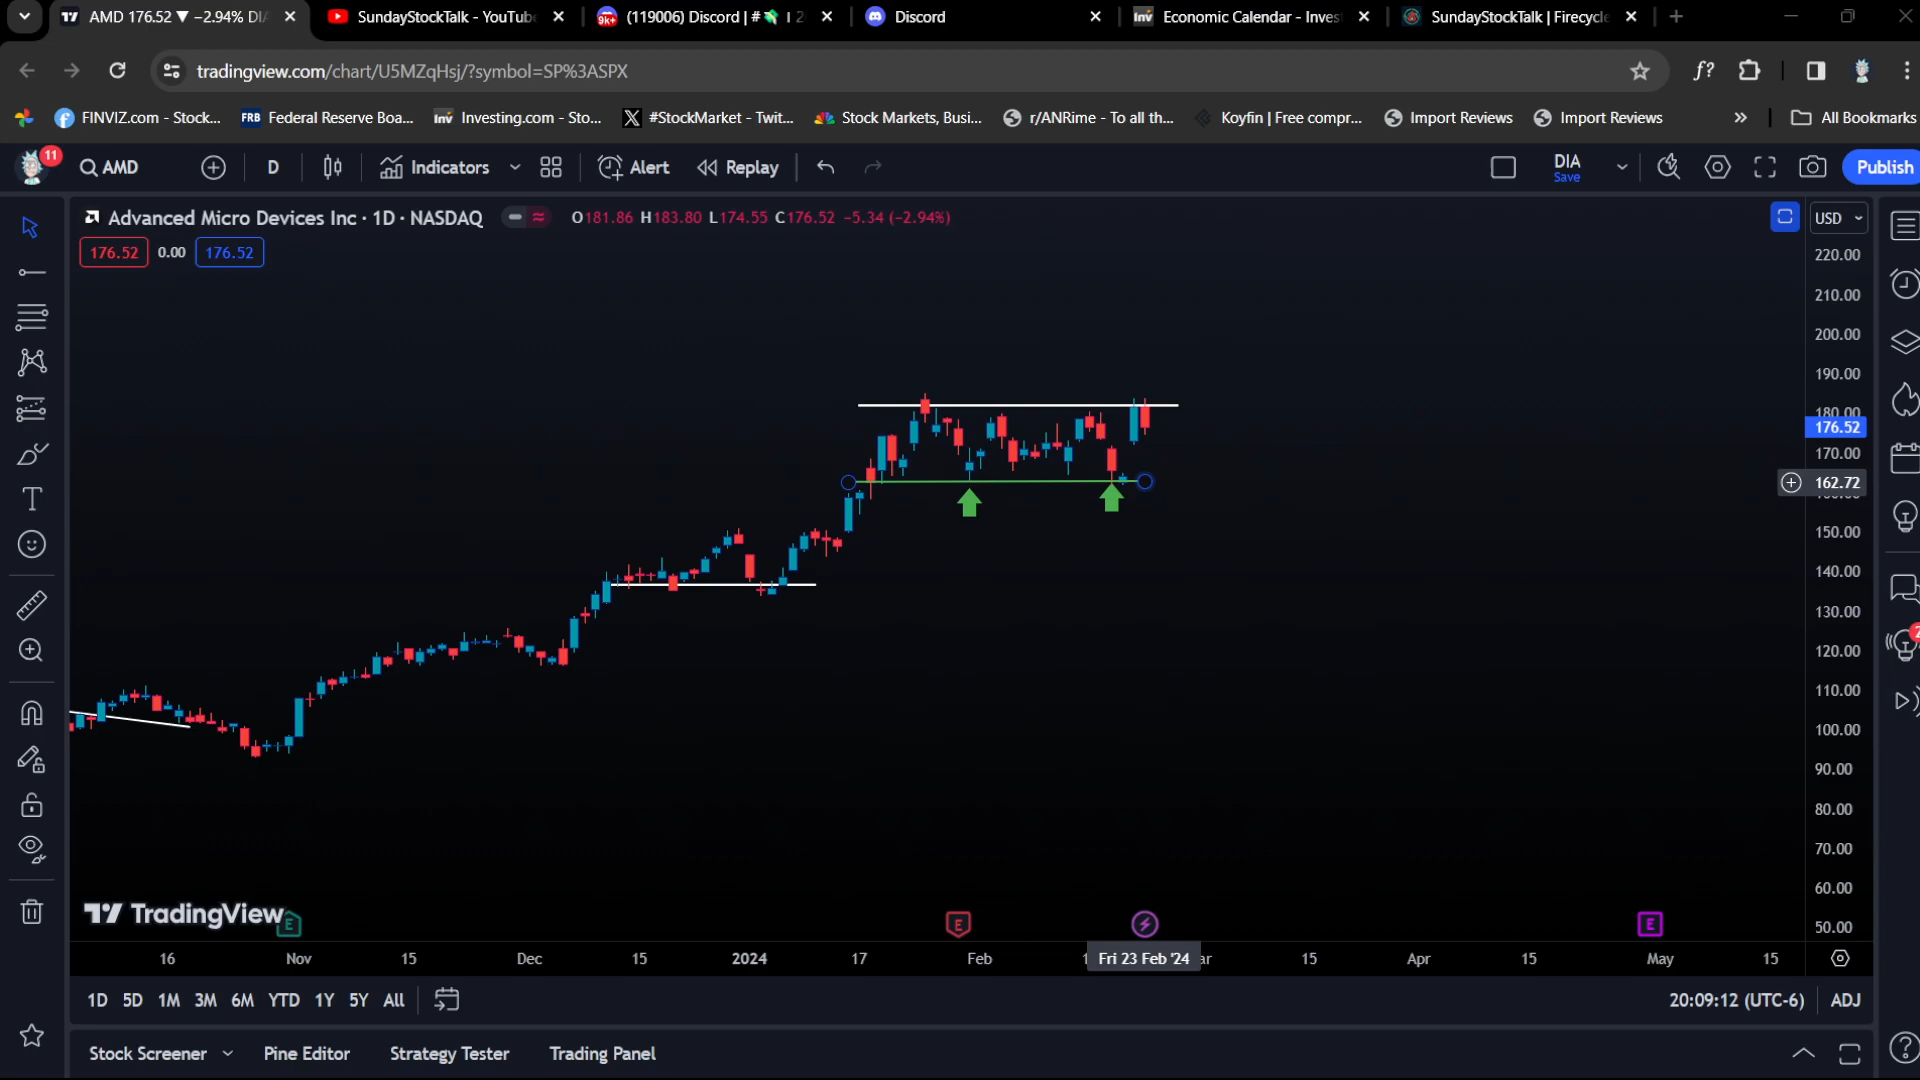 AMD 176.52 ▼ −2.94% DIA
SundayStockTalk - YouTube
9k+ (119006) Discord | #
Discord
Inv Economic Calendar - Inves
SundayStockTalk | Firecycle
tradingview.com/chart/U5MZqHsj/?symbol=SP%3ASPX
f?
FINVIZ.com - Stock...
FRB Federal Reserve Boa...
Inv Investing.com - Sto...
X #StockMarket - Twit...
Stock Markets, Busi...
r/ANRime - To all th...
Koyfin | Free compr...
Import Reviews
Import Reviews
»
All Bookmarks
11
AMD
D
Indicators
Alert
Replay
DIA
Save
Publish
Advanced Micro Devices Inc · 1D · NASDAQ
O181.86 H183.80 L174.55 C176.52 −5.34 (−2.94%)
USD
176.52 0.00 176.52
220.00
210.00
200.00
190.00
180.00
176.52
170.00
162.72
150.00
140.00
130.00
120.00
110.00
100.00
90.00
80.00
70.00
60.00
50.00
TradingView
E
E
E
16 Nov 15 Dec 15 2024 17 Feb Fri 23 Feb '24 15 Apr 15 May 15
1D 5D 1M 3M 6M YTD 1Y 5Y All
20:09:12 (UTC-6) ADJ
Stock Screener Pine Editor Strategy Tester Trading Panel